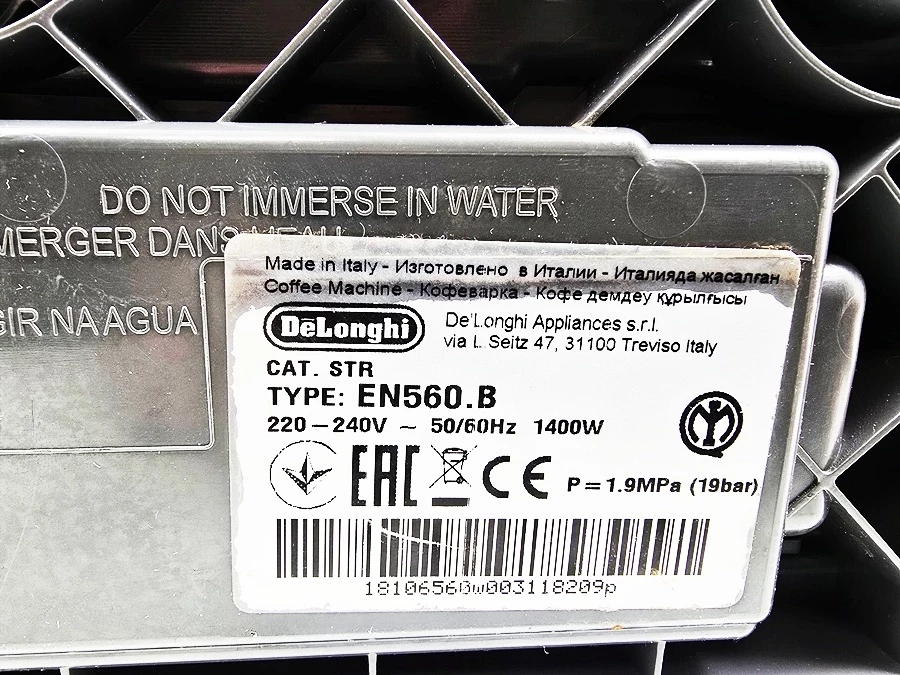 DO NOT IMMERSE IN WATER
MERGER DANS L'EAU
GIR NA AGUA
Made in Italy - Изготовлено в Италии - Италияда жасалған
Coffee Machine - Кофеварка - Кофе демдеу құрылғысы
DeLonghi
De'Longhi Appliances s.r.l.
via L. Seitz 47, 31100 Treviso Italy
CAT. STR
TYPE: EN560.B
220-240V ~ 50/60Hz 1400W
EAC
CE
P=1.9MPa (19bar)
18106560w003118209p